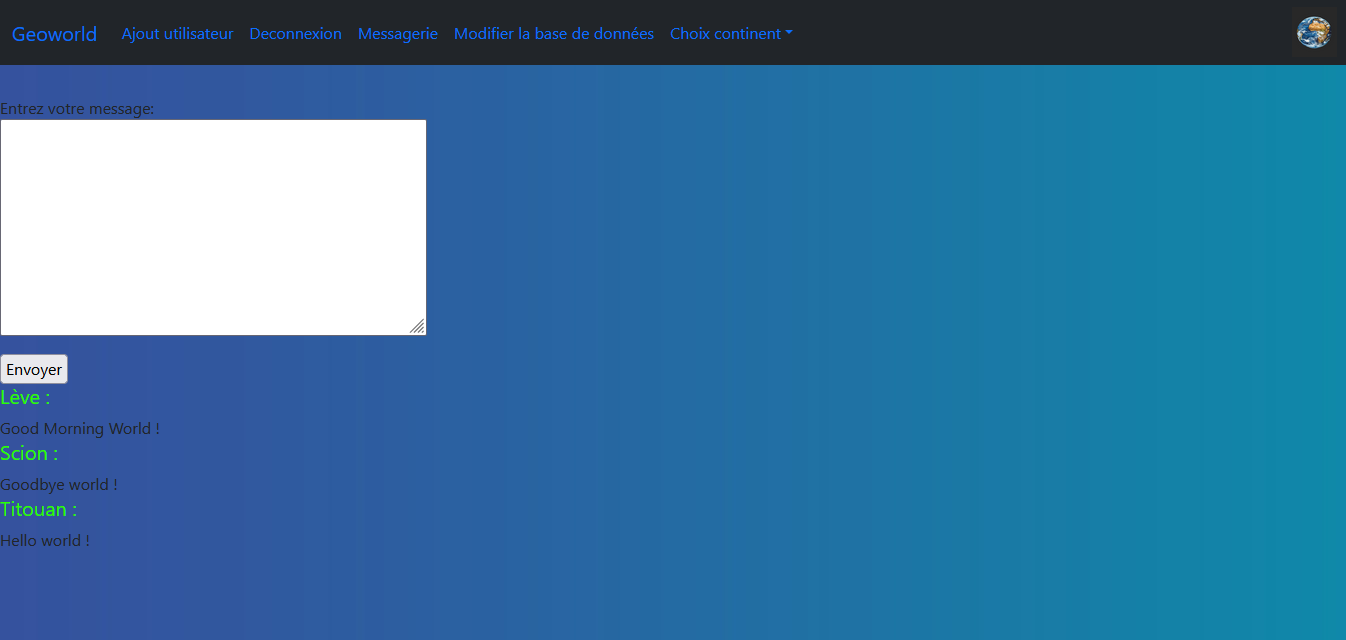 Geoworld Ajout utilisateur Deconnexion Messagerie Modifier la base de données Choix continent
Entrez votre message:
Envoyer
Lève :
Good Morning World !
Scion :
Goodbye world !
Titouan :
Hello world !